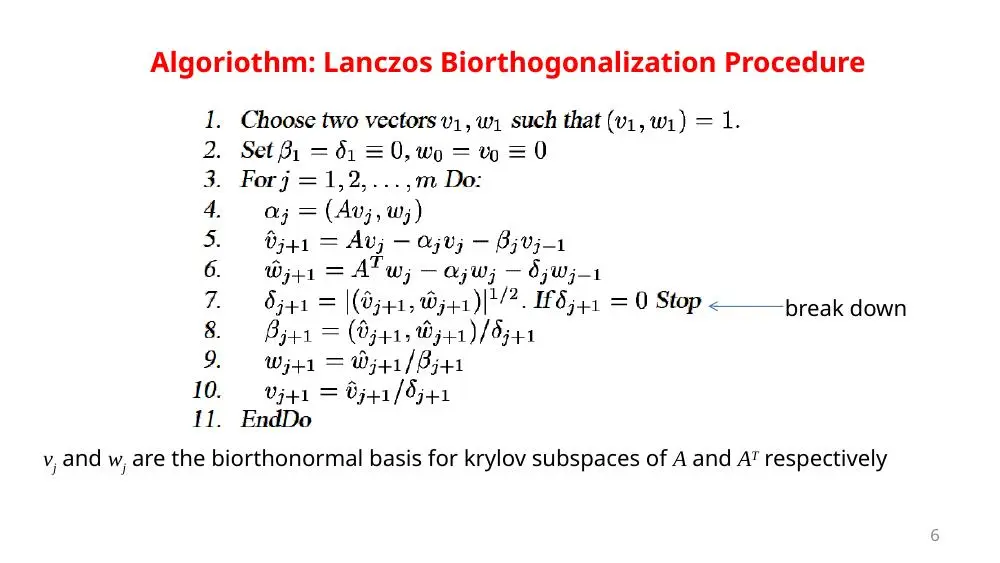 Algoriothm: Lanczos Biorthogonalization Procedure
1. Choose two vectors v₁, w₁ such that (v₁, w₁) = 1.
2. Set β₁ = δ₁ ≡ 0, w₀ = v₀ ≡ 0
3. For j = 1, 2, . . . , m Do:
4. αⱼ = (Avⱼ, wⱼ)
5. v̂ⱼ₊₁ = Avⱼ − αⱼvⱼ − βⱼvⱼ₋₁
6. ŵⱼ₊₁ = Aᵀwⱼ − αⱼwⱼ − δⱼwⱼ₋₁
7. δⱼ₊₁ = |(v̂ⱼ₊₁, ŵⱼ₊₁)|¹ᐟ². If δⱼ₊₁ = 0 Stop break down
8. βⱼ₊₁ = (v̂ⱼ₊₁, ŵⱼ₊₁)/δⱼ₊₁
9. wⱼ₊₁ = ŵⱼ₊₁/βⱼ₊₁
10. vⱼ₊₁ = v̂ⱼ₊₁/δⱼ₊₁
11. EndDo
vⱼ and wⱼ are the biorthonormal basis for krylov subspaces of A and Aᵀ respectively
6